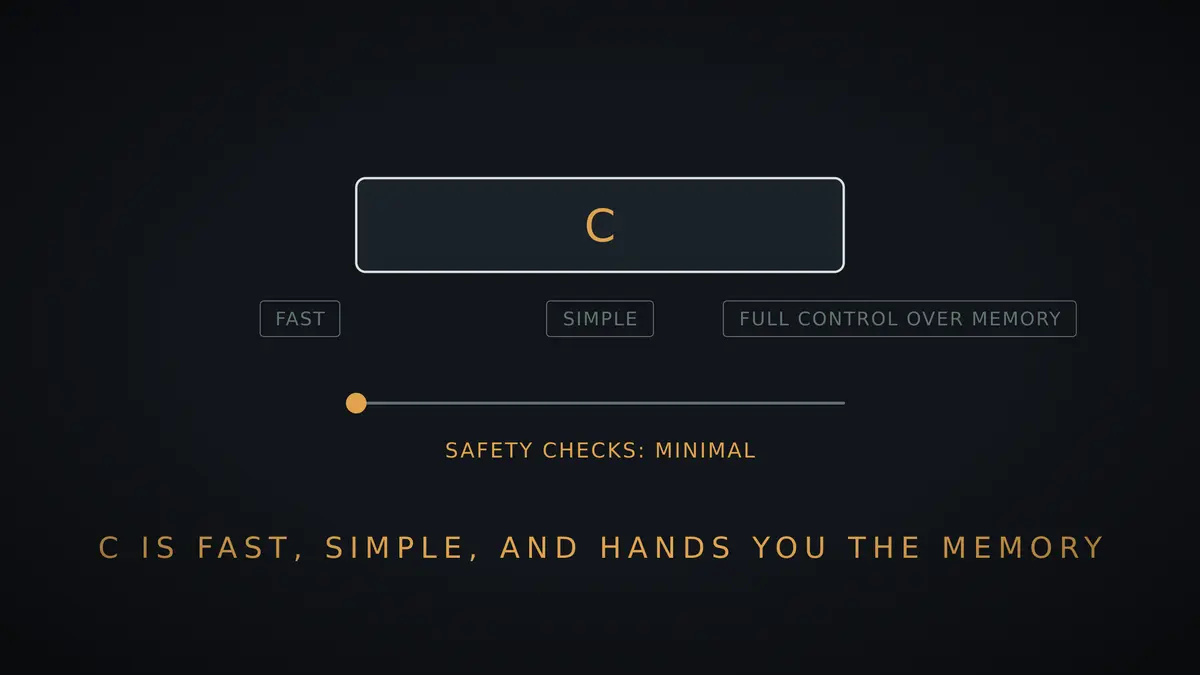 C
FAST
SIMPLE
FULL CONTROL OVER MEMORY
SAFETY CHECKS: MINIMAL
C IS FAST, SIMPLE, AND HANDS YOU THE MEMORY